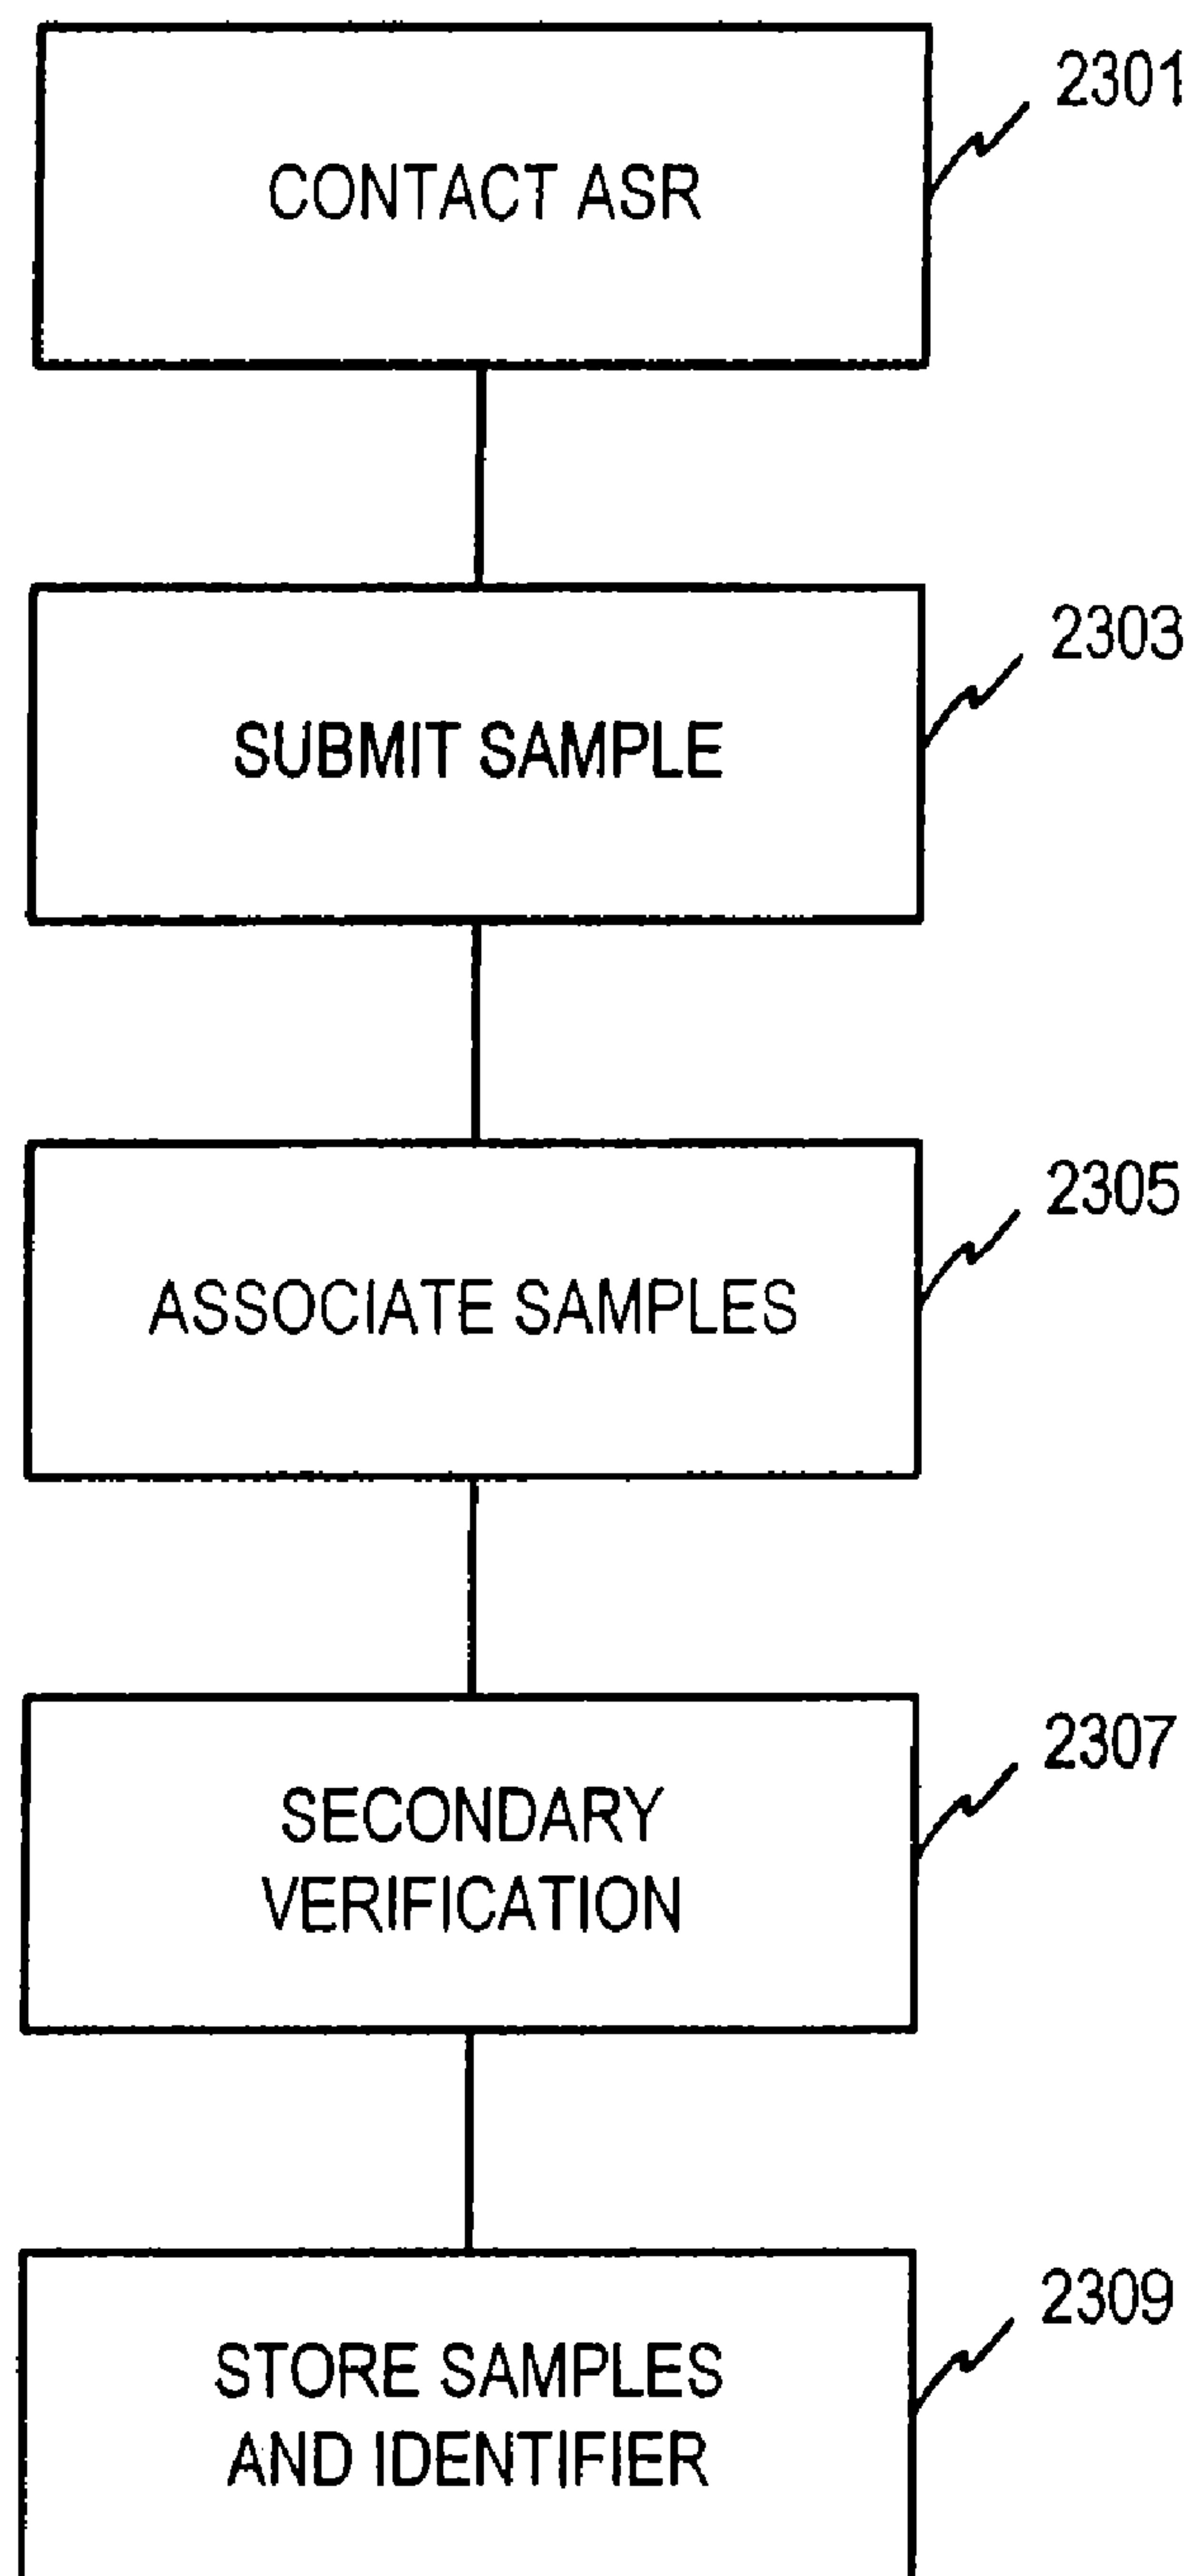 CONTACT ASR
2301
SUBMIT SAMPLE
2303
ASSOCIATE SAMPLES
2305
SECONDARY
VERIFICATION
2307
STORE SAMPLES
AND IDENTIFIER
2309